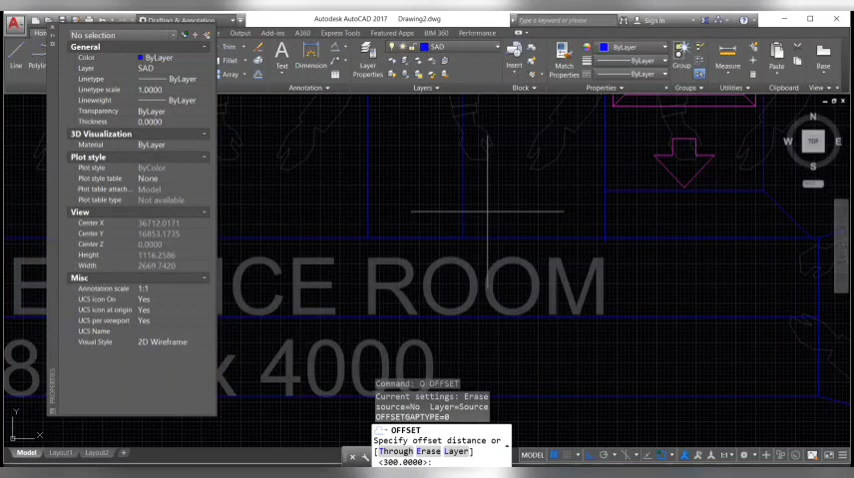 Drafting & Annotation
Autodesk AutoCAD 2017 Drawing2.dwg
Type a keyword or phrase
Sign In
Output
Add-ins
A360
Express Tools
Featured Apps
BIM 360
Performance
No selection
General
Color ByLayer
Layer SAD
Linetype ByLayer
Linetype scale 1.0000
Lineweight ByLayer
Transparency ByLayer
Thickness 0.0000
3D Visualization
Material ByLayer
Plot style
Plot style ByColor
Plot style table None
Plot table attach... Model
Plot table type Not available
View
Center X 36712.0171
Center Y 16853.1735
Center Z 0.0000
Height 1116.2586
Width 2669.7420
Misc
Annotation scale 1:1
UCS icon On Yes
UCS icon at origin Yes
UCS per viewport Yes
UCS Name
Visual Style 2D Wireframe
PROPERTIES
Line
Trim
Fillet
Array
Text
Dimension
Annotation
Layer
Properties
SAD
Layers
Insert
Block
Match
Properties
ByLayer
ByLayer
ByLayer
Properties
Group
Groups
Measure
Utilities
Paste
Clipboard
Base
View
N
W TOP E
S
CE ROOM
x 4000
Command: O OFFSET
Current settings: Erase
source=No Layer=Source
OFFSETGAPTYPE=0
OFFSET
Specify offset distance or
[Through Erase Layer]
<300.0000>:
Y
X
Model
Layout1
Layout2
+
MODEL
1:1